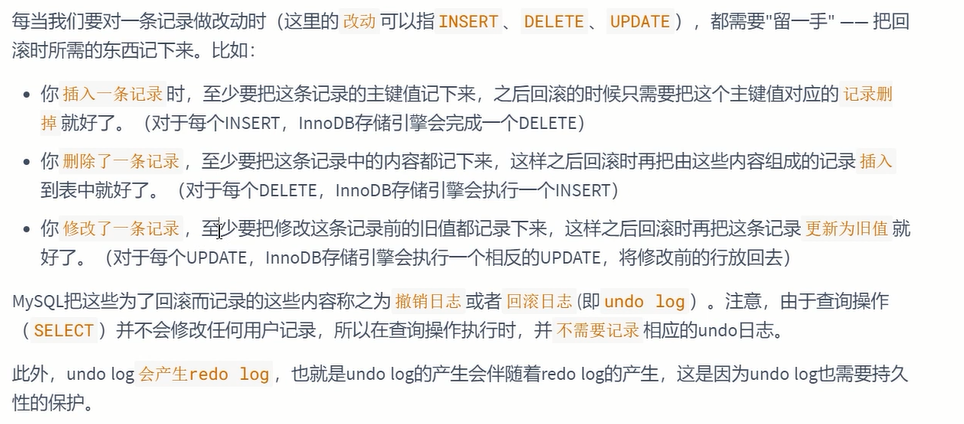 每当我们要对一条记录做改动时（这里的 改动 可以指 INSERT、 DELETE、 UPDATE ），都需要"留一手" —— 把回
滚时所需的东西记下来。比如：
• 你 插入一条记录 时，至少要把这条记录的主键值记下来，之后回滚的时候只需要把这个主键值对应的 记录删
掉 就好了。（对于每个INSERT，InnoDB存储引擎会完成一个DELETE）
• 你 删除了一条记录 ，至少要把这条记录中的内容都记下来，这样之后回滚时再把由这些内容组成的记录 插入
到表中就好了。（对于每个DELETE，InnoDB存储引擎会执行一个INSERT）
• 你 修改了一条记录 ，至少要把修改这条记录前的旧值都记录下来，这样之后回滚时再把这条记录 更新为旧值 就
好了。（对于每个UPDATE，InnoDB存储引擎会执行一个相反的UPDATE，将修改前的行放回去）
MySQL把这些为了回滚而记录的这些内容称之为 撤销日志 或者 回滚日志 (即 undo log ）。注意，由于查询操作
（ SELECT ）并不会修改任何用户记录，所以在查询操作执行时，并 不需要记录 相应的undo日志。
此外，undo log 会产生redo log ，也就是undo log的产生会伴随着redo log的产生，这是因为undo log也需要持久
性的保护。